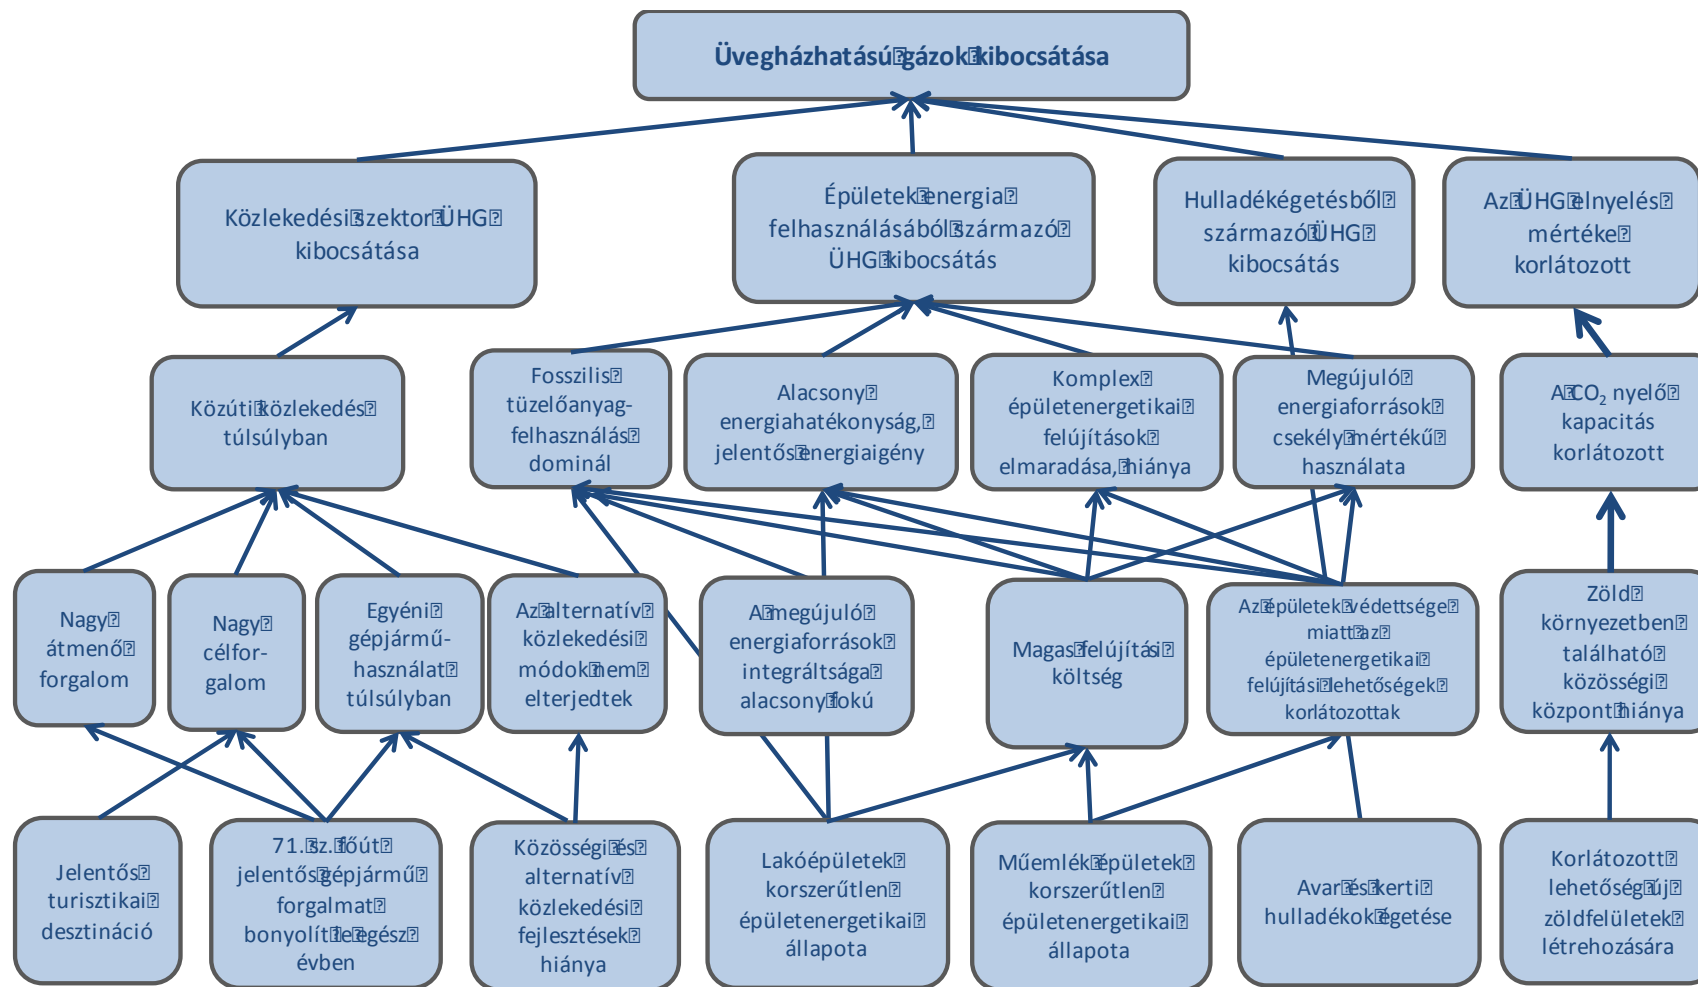 Üvegházhatású gázok kibocsátása
Közlekedési szektor ÜHG
kibocsátása
Épületek energia
felhasználásából származó
ÜHG kibocsátás
Hulladékégetésből
származó ÜHG
kibocsátás
Az ÜHG elnyelés
mértéke
korlátozott
Közúti közlekedés
túlsúlyban
Fosszilis
tüzelőanyag-
felhasználás
dominál
Alacsony
energiahatékonyság,
jelentős energiaigény
Komplex
épületenergetikai
felújítások
elmaradása, hiánya
Megújuló
energiaforrások
csekély mértékű
használata
A CO₂ nyelő
kapacitás
korlátozott
Nagy
átmenő
forgalom
Nagy
célfor-
galom
Egyéni
gépjármű-
használat
túlsúlyban
Az alternatív
közlekedési
módok nem
elterjedtek
A megújuló
energiaforrások
integráltsága
alacsony fokú
Magas felújítási
költség
Az épületek védettsége
miatt az
épületenergetikai
felújítási lehetőségek
korlátozottak
Zöld
környezetben
található
közösségi
központ hiánya
Jelentős
turisztikai
desztináció
71. sz. főút
jelentős gépjármű
forgalmat
bonyolít le egész
évben
Közösségi és
alternatív
közlekedési
fejlesztések
hiánya
Lakóépületek
korszerűtlen
épületenergetikai
állapota
Műemlék épületek
korszerűtlen
épületenergetikai
állapota
Avar és kerti
hulladékok égetése
Korlátozott
lehetőség új
zöldfelületek
létrehozására